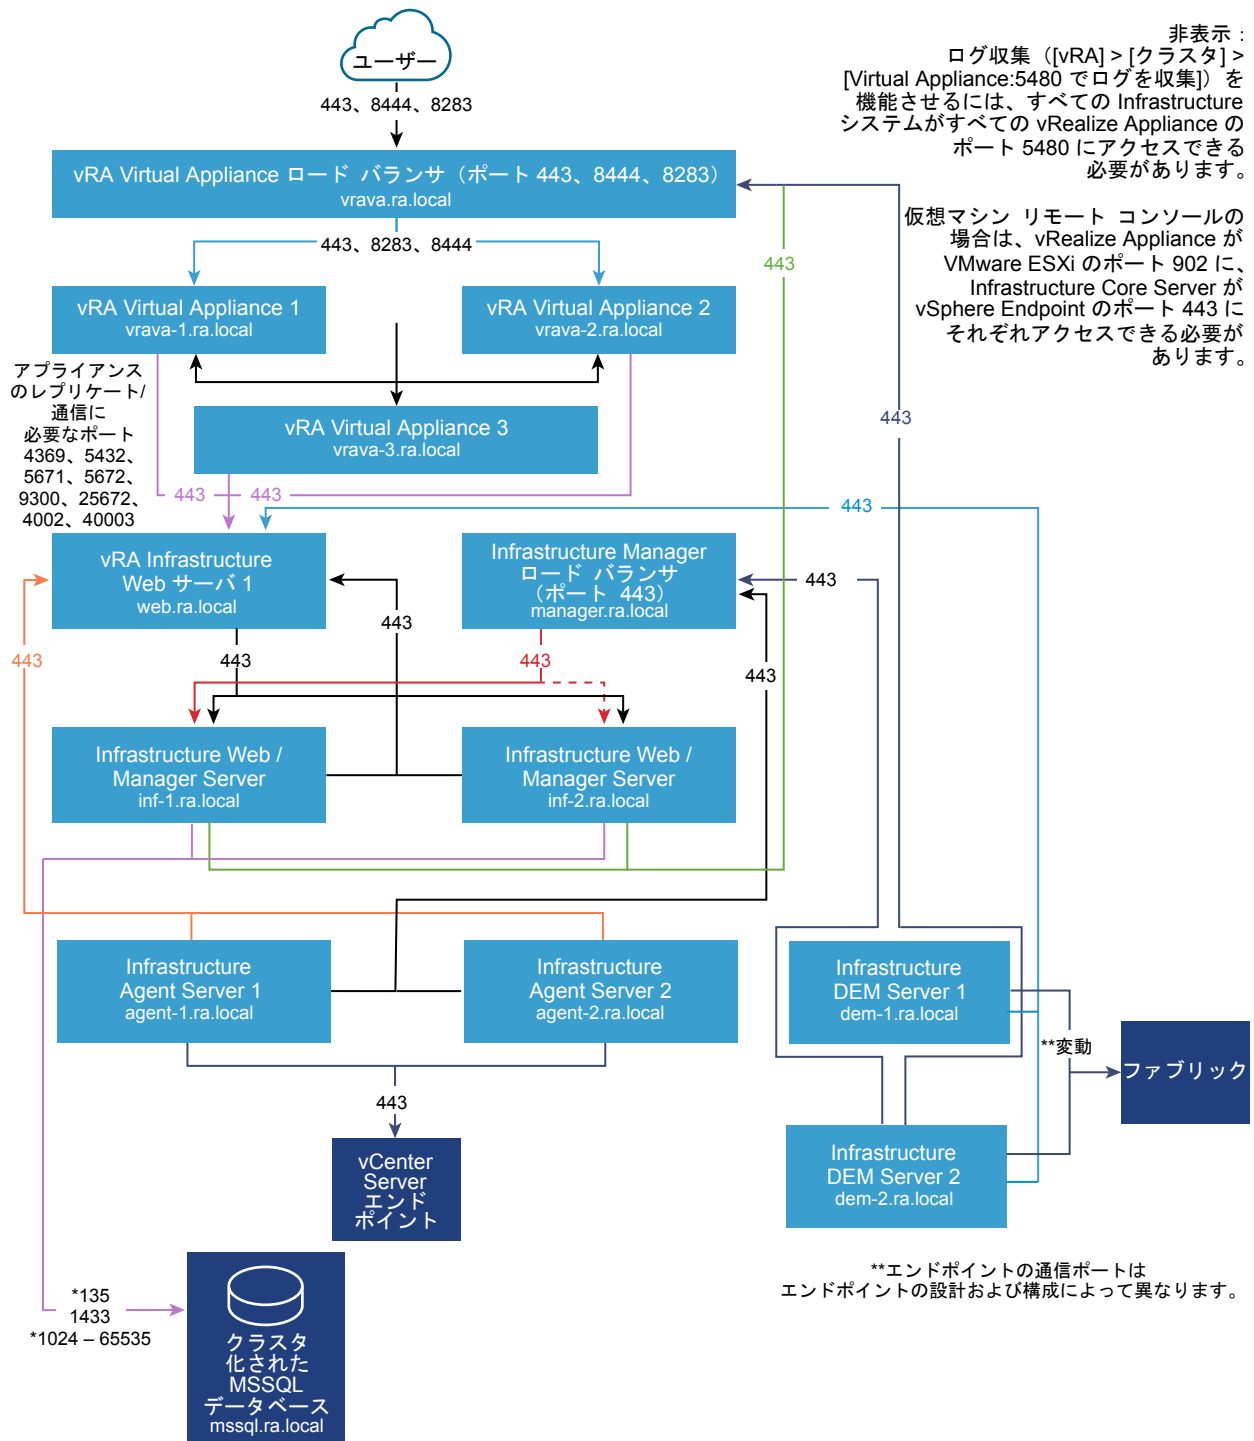 ユーザー
443、8444、8283
非表示：
ログ収集（[vRA] > [クラスタ] >
[Virtual Appliance:5480 でログを収集]）を
機能させるには、すべての Infrastructure
システムがすべての vRealize Appliance の
ポート 5480 にアクセスできる
必要があります。
仮想マシン リモート コンソールの
場合は、vRealize Appliance が
VMware ESXi のポート 902 に、
Infrastructure Core Server が
vSphere Endpoint のポート 443 に
それぞれアクセスできる必要が
あります。
vRA Virtual Appliance ロード バランサ（ポート 443、8444、8283）
vrava.ra.local
443、8283、8444
443
vRA Virtual Appliance 1
vrava-1.ra.local
vRA Virtual Appliance 2
vrava-2.ra.local
アプライアンス
のレプリケート/
通信に
必要なポート
4369、5432、
5671、5672、
9300、25672、
4002、40003
vRA Virtual Appliance 3
vrava-3.ra.local
443
443
443
443
vRA Infrastructure
Web サーバ 1
web.ra.local
Infrastructure Manager
ロード バランサ
（ポート 443）
manager.ra.local
443
443
443
443
443
443
Infrastructure Web /
Manager Server
inf-1.ra.local
Infrastructure Web /
Manager Server
inf-2.ra.local
Infrastructure
Agent Server 1
agent-1.ra.local
Infrastructure
Agent Server 2
agent-2.ra.local
Infrastructure
DEM Server 1
dem-1.ra.local
**変動
ファブリック
443
vCenter
Server
エンド
ポイント
Infrastructure
DEM Server 2
dem-2.ra.local
**エンドポイントの通信ポートは
エンドポイントの設計および構成によって異なります。
*135
1433
*1024 – 65535
クラスタ
化された
MSSQL
データベース
mssql.ra.local